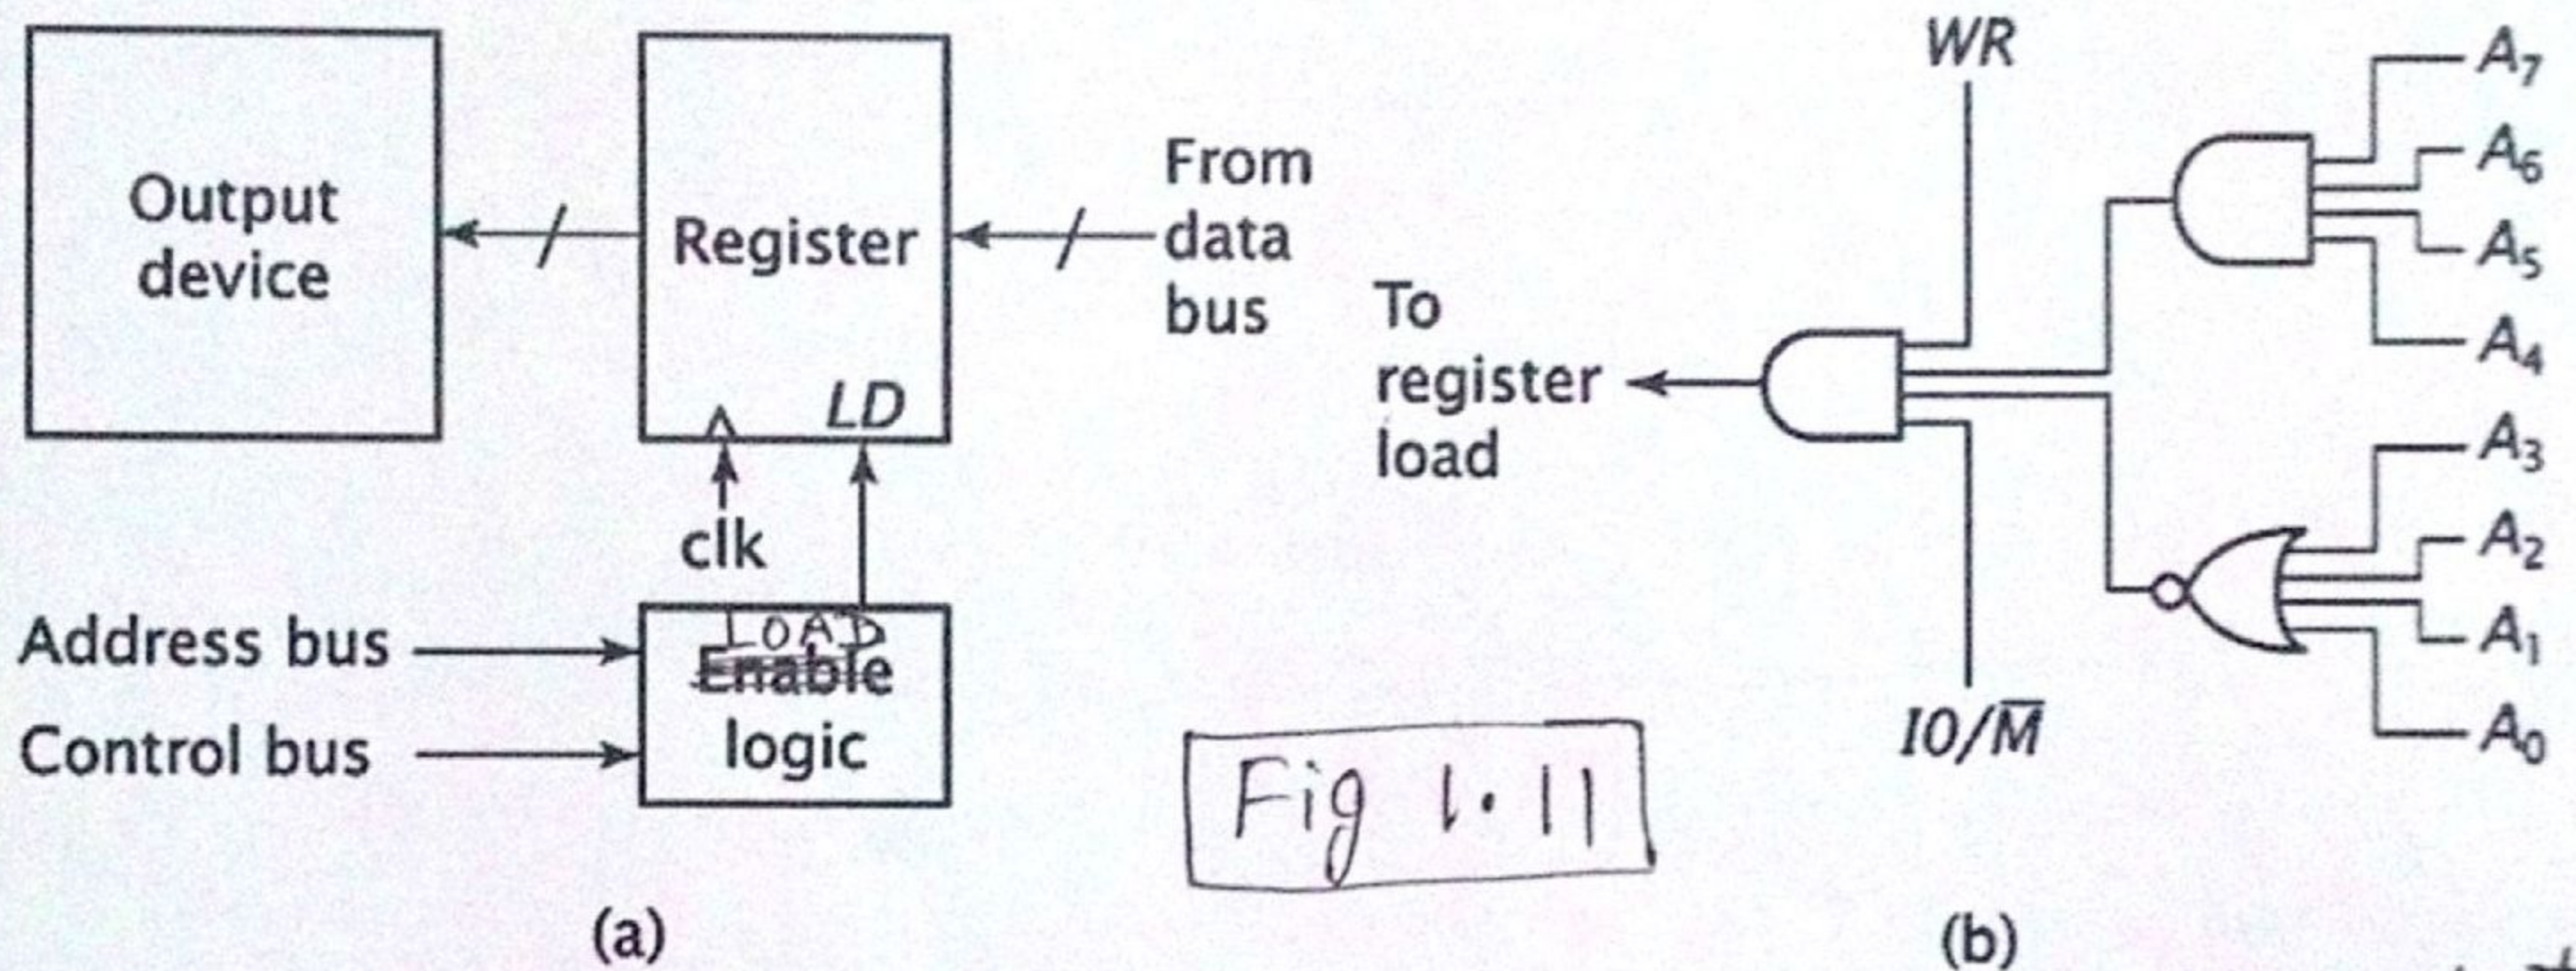 Output
device
Register
LD
clk
From
data
bus
Address bus
Control bus
LOAD
Enable
logic
(a)
To
register
load
WR
IO/M̅
A₇
A₆
A₅
A₄
A₃
A₂
A₁
A₀
Fig 1.11
(b)